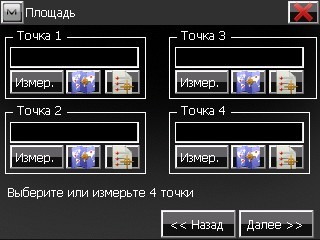 M Площадь
Точка 1
Измер.
Точка 3
Измер.
Точка 2
Измер.
Точка 4
Измер.
Выберите или измерьте 4 точки
<< Назад
Далее >>